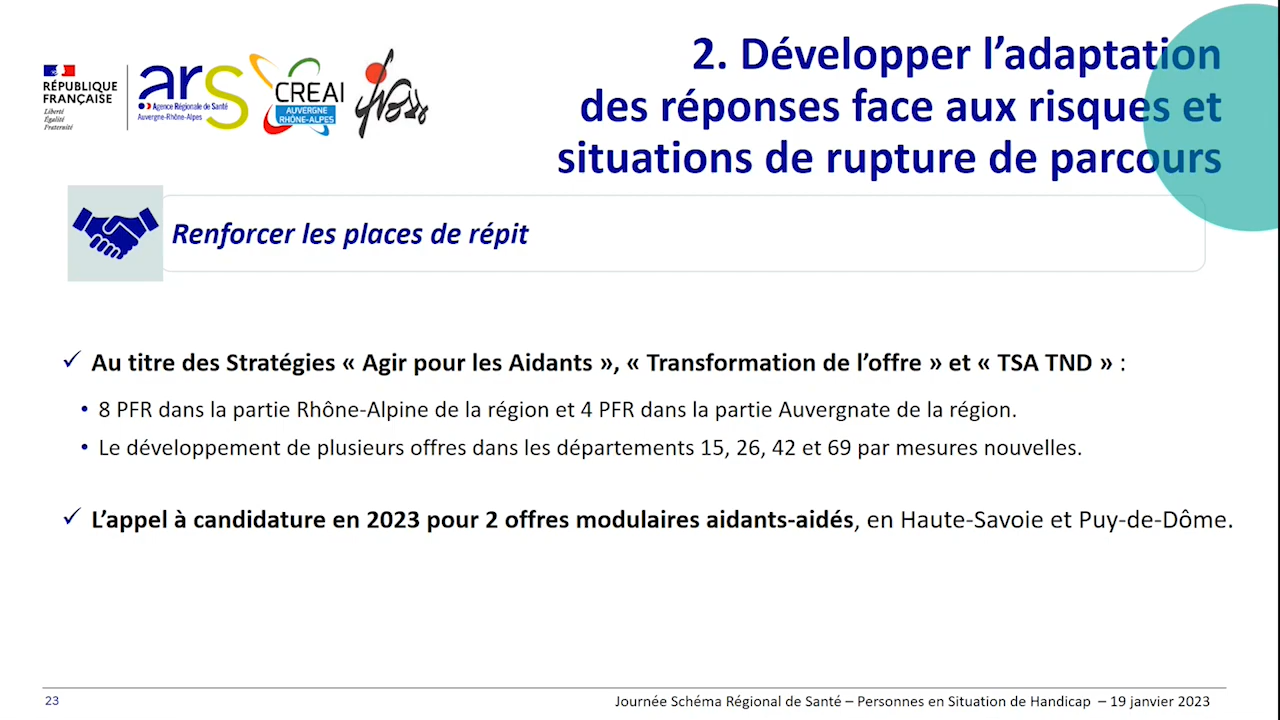 RÉPUBLIQUE
FRANÇAISE
Liberté
Égalité
Fraternité
ars
Agence Régionale de Santé
Auvergne-Rhône-Alpes
CREAI
AUVERGNE
RHÔNE-ALPES
2. Développer l’adaptation
des réponses face aux risques et
situations de rupture de parcours
Renforcer les places de répit
✓ Au titre des Stratégies « Agir pour les Aidants », « Transformation de l’offre » et « TSA TND » :
• 8 PFR dans la partie Rhône-Alpine de la région et 4 PFR dans la partie Auvergnate de la région.
• Le développement de plusieurs offres dans les départements 15, 26, 42 et 69 par mesures nouvelles.
✓ L’appel à candidature en 2023 pour 2 offres modulaires aidants-aidés, en Haute-Savoie et Puy-de-Dôme.
23
Journée Schéma Régional de Santé – Personnes en Situation de Handicap – 19 janvier 2023